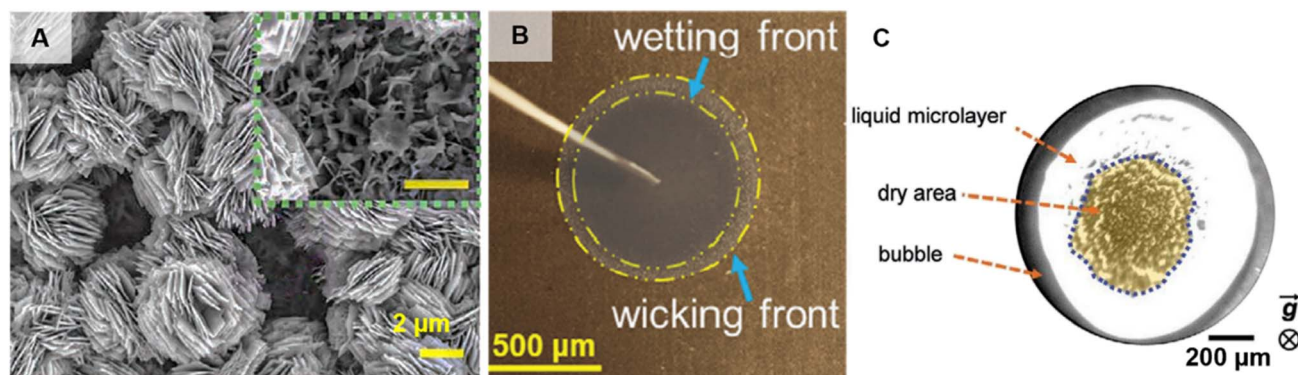 A
2 µm
B
wetting front
wicking front
500 µm
C
liquid microlayer
dry area
bubble
200 µm
g